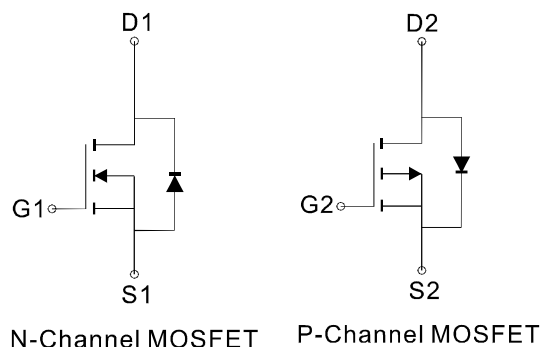 D1
D2
G1
G2
S1
S2
N-Channel MOSFET
P-Channel MOSFET